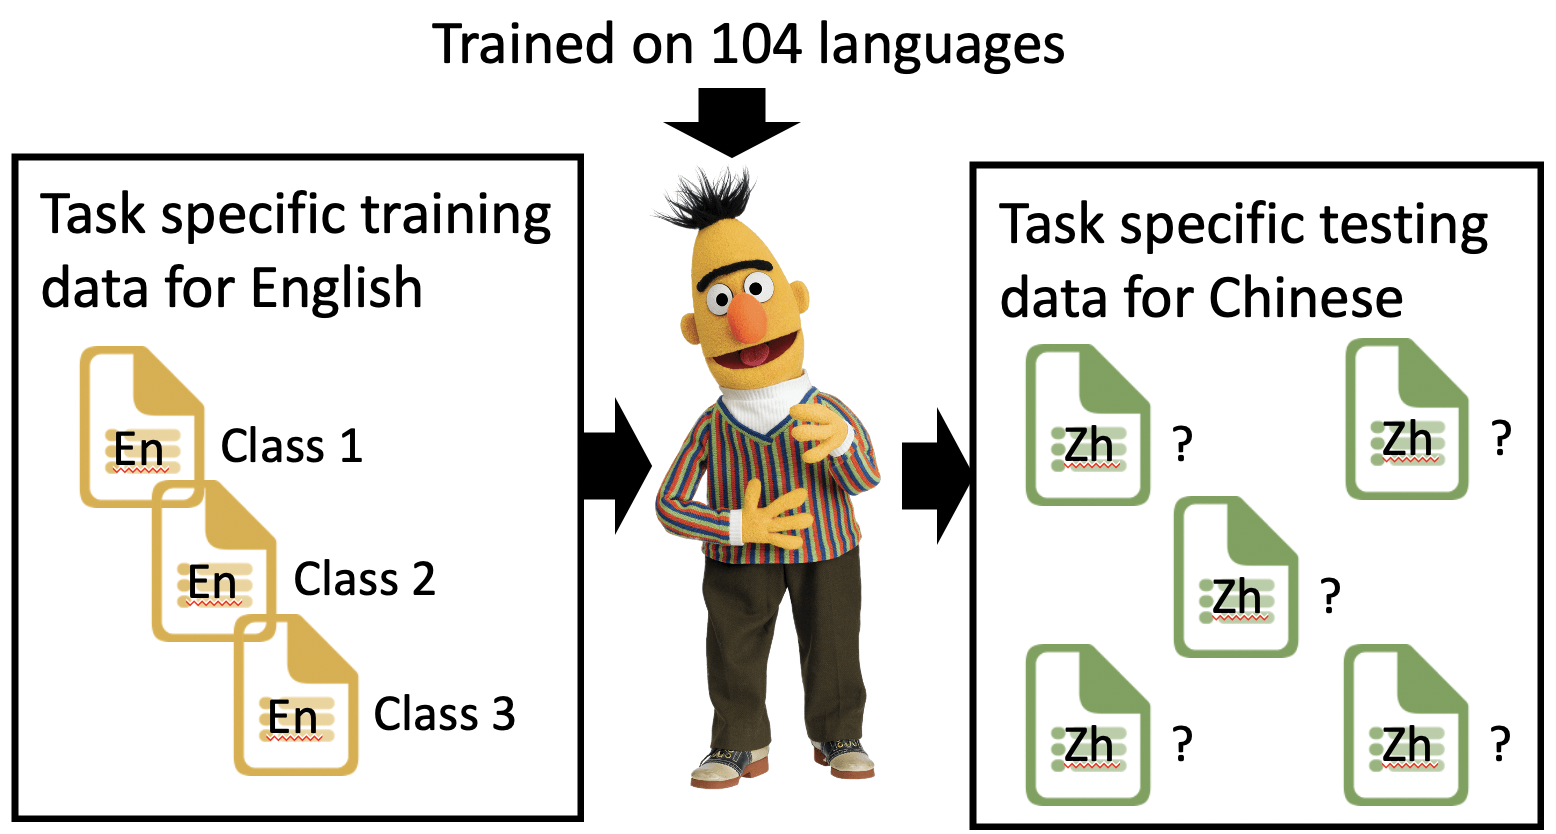 Trained on 104 languages
Task specific training
data for English
En
Class 1
En
Class 2
En
Class 3
Task specific testing
data for Chinese
Zh ?
Zh ?
Zh ?
Zh ?
Zh ?